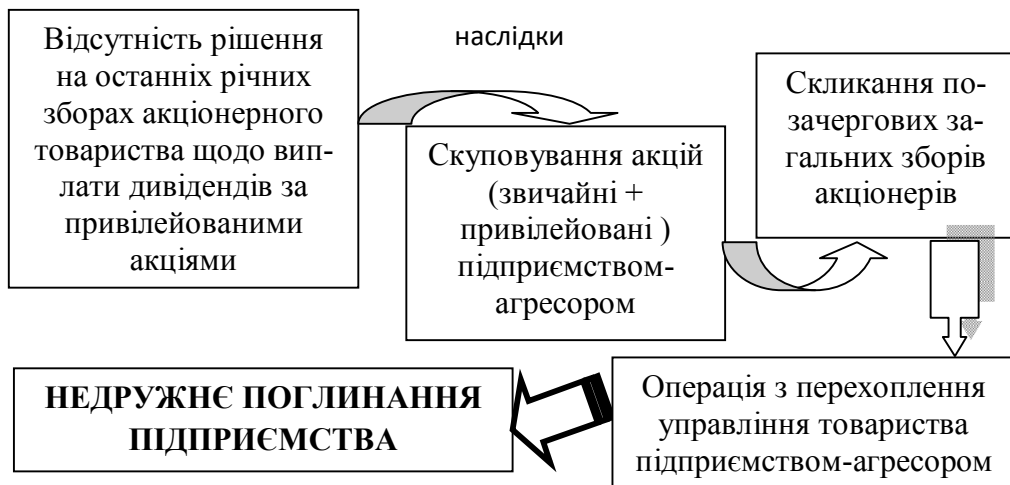 Відсутність рішення
на останніх річних
зборах акціонерного
товариства щодо вип-
лати дивідендів за
привілейованими
акціями
наслідки
Скуповування акцій
(звичайні +
привілейовані )
підприємством-
агресором
Скликання по-
зачергових за-
гальних зборів
акціонерів
Операція з перехоплення
управління товариства
підприємством-агресором
НЕДРУЖНЄ ПОГЛИНАННЯ
ПІДПРИЄМСТВА